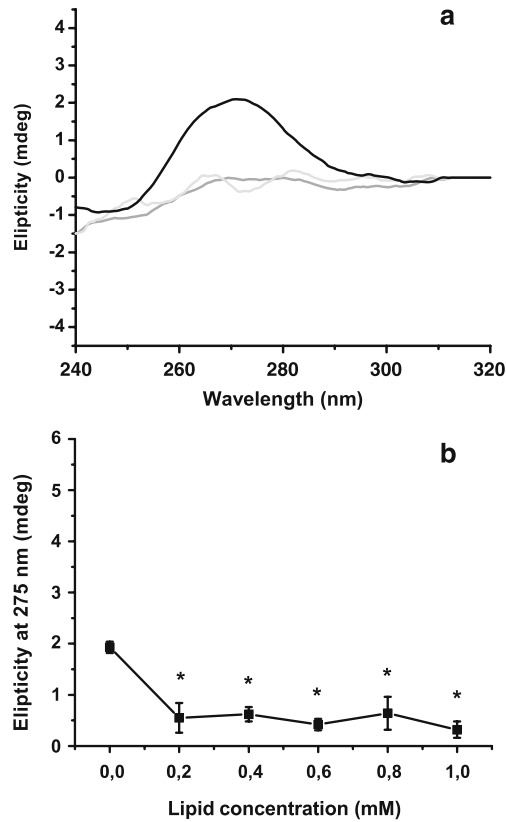 a
4
3
2
1
0
-1
-2
-3
-4
Elipticity (mdeg)
240 260 280 300 320
Wavelength (nm)
b
6
5
4
3
2
1
0
Elipticity at 275 nm (mdeg)
* * * * *
0,0 0,2 0,4 0,6 0,8 1,0
Lipid concentration (mM)